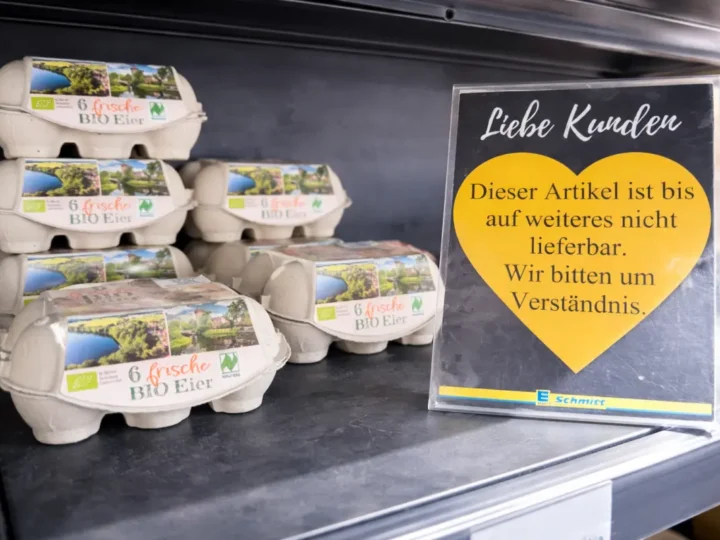 Liebe Kunden
Dieser Artikel ist bis
auf weiteres nicht
lieferbar.
Wir bitten um
Verständnis.
E Schmitt
6 frische
BIO Eier
6 frische
BIO Eier
6 frische
BIO Eier
6 frische
BIO Eier
6 frische
BIO Eier